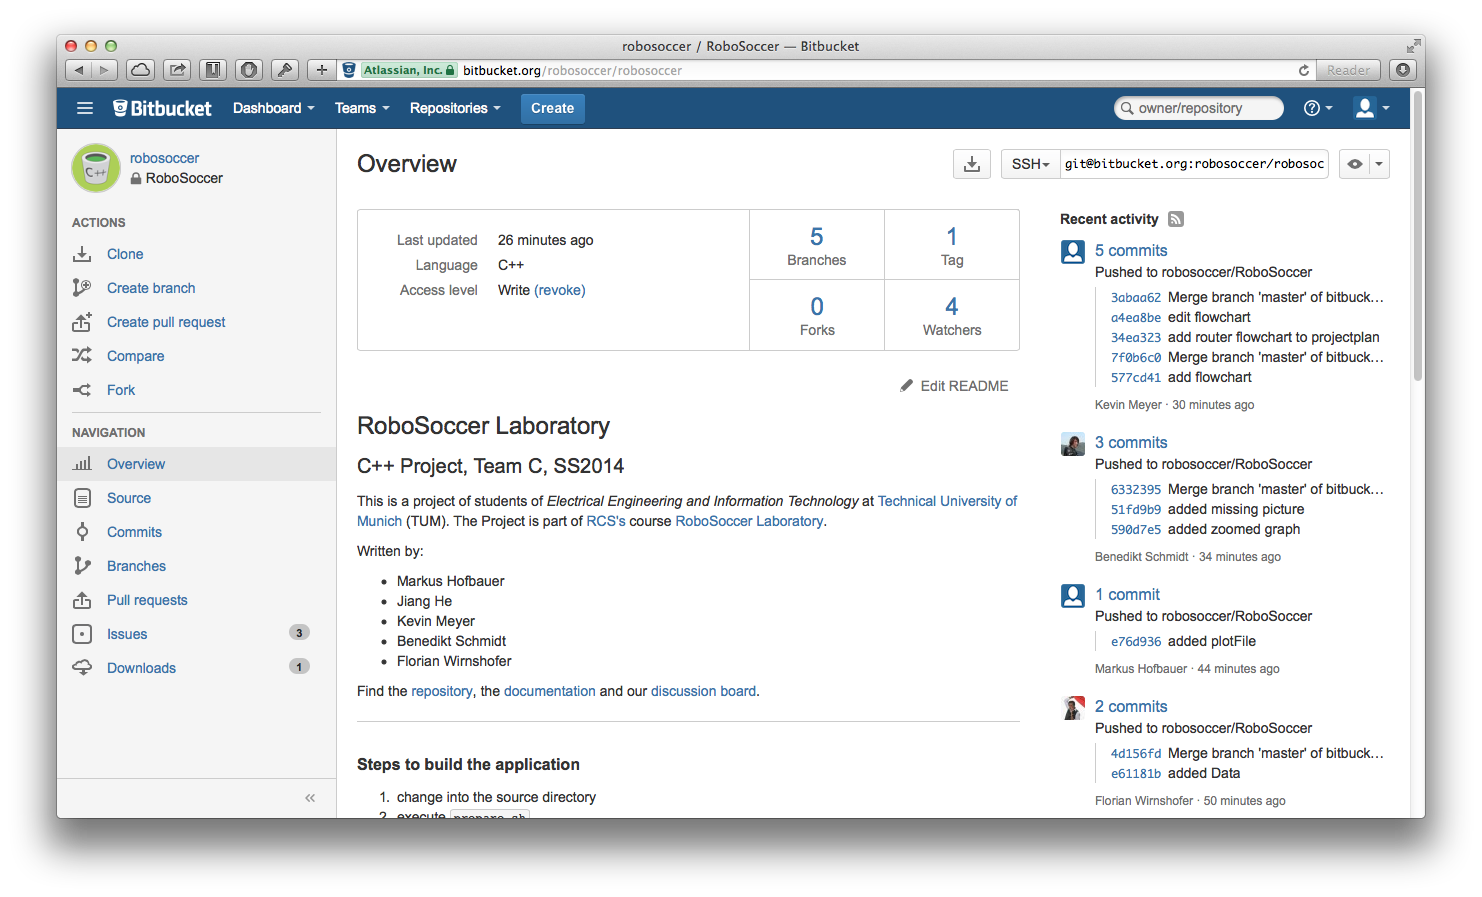 robosoccer / RoboSoccer — Bitbucket
Atlassian, Inc. bitbucket.org/robosoccer/robosoccer
Reader
Bitbucket Dashboard Teams Repositories Create
owner/repository
C++
robosoccer
RoboSoccer
ACTIONS
Clone
Create branch
Create pull request
Compare
Fork
NAVIGATION
Overview
Source
Commits
Branches
Pull requests
Issues 3
Downloads 1
Overview
SSH git@bitbucket.org:robosoccer/robosoc
Last updated 26 minutes ago
Language C++
Access level Write (revoke)
5
Branches
1
Tag
0
Forks
4
Watchers
Edit README
RoboSoccer Laboratory
C++ Project, Team C, SS2014
This is a project of students of Electrical Engineering and Information Technology at Technical University of
Munich (TUM). The Project is part of RCS's course RoboSoccer Laboratory.
Written by:
• Markus Hofbauer
• Jiang He
• Kevin Meyer
• Benedikt Schmidt
• Florian Wirnshofer
Find the repository, the documentation and our discussion board.
Steps to build the application
1. change into the source directory
2. execute prepare.sh
Recent activity
5 commits
Pushed to robosoccer/RoboSoccer
3abaa62 Merge branch 'master' of bitbuck…
a4ea8be edit flowchart
34ea323 add router flowchart to projectplan
7f0b6c0 Merge branch 'master' of bitbuck…
577cd41 add flowchart
Kevin Meyer · 30 minutes ago
3 commits
Pushed to robosoccer/RoboSoccer
6332395 Merge branch 'master' of bitbuck…
51fd9b9 added missing picture
590d7e5 added zoomed graph
Benedikt Schmidt · 34 minutes ago
1 commit
Pushed to robosoccer/RoboSoccer
e76d936 added plotFile
Markus Hofbauer · 44 minutes ago
2 commits
Pushed to robosoccer/RoboSoccer
4d156fd Merge branch 'master' of bitbuck…
e61181b added Data
Florian Wirnshofer · 50 minutes ago